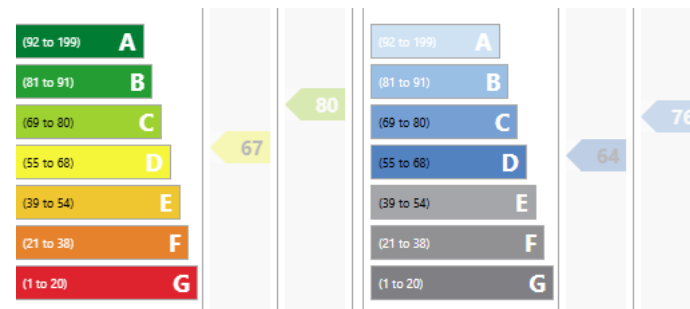 (92 to 199) A
(81 to 91) B
(69 to 80) C
(55 to 68) D
(39 to 54) E
(21 to 38) F
(1 to 20) G
67
80
(92 to 199) A
(81 to 91) B
(69 to 80) C
(55 to 68) D
(39 to 54) E
(21 to 38) F
(1 to 20) G
64
76